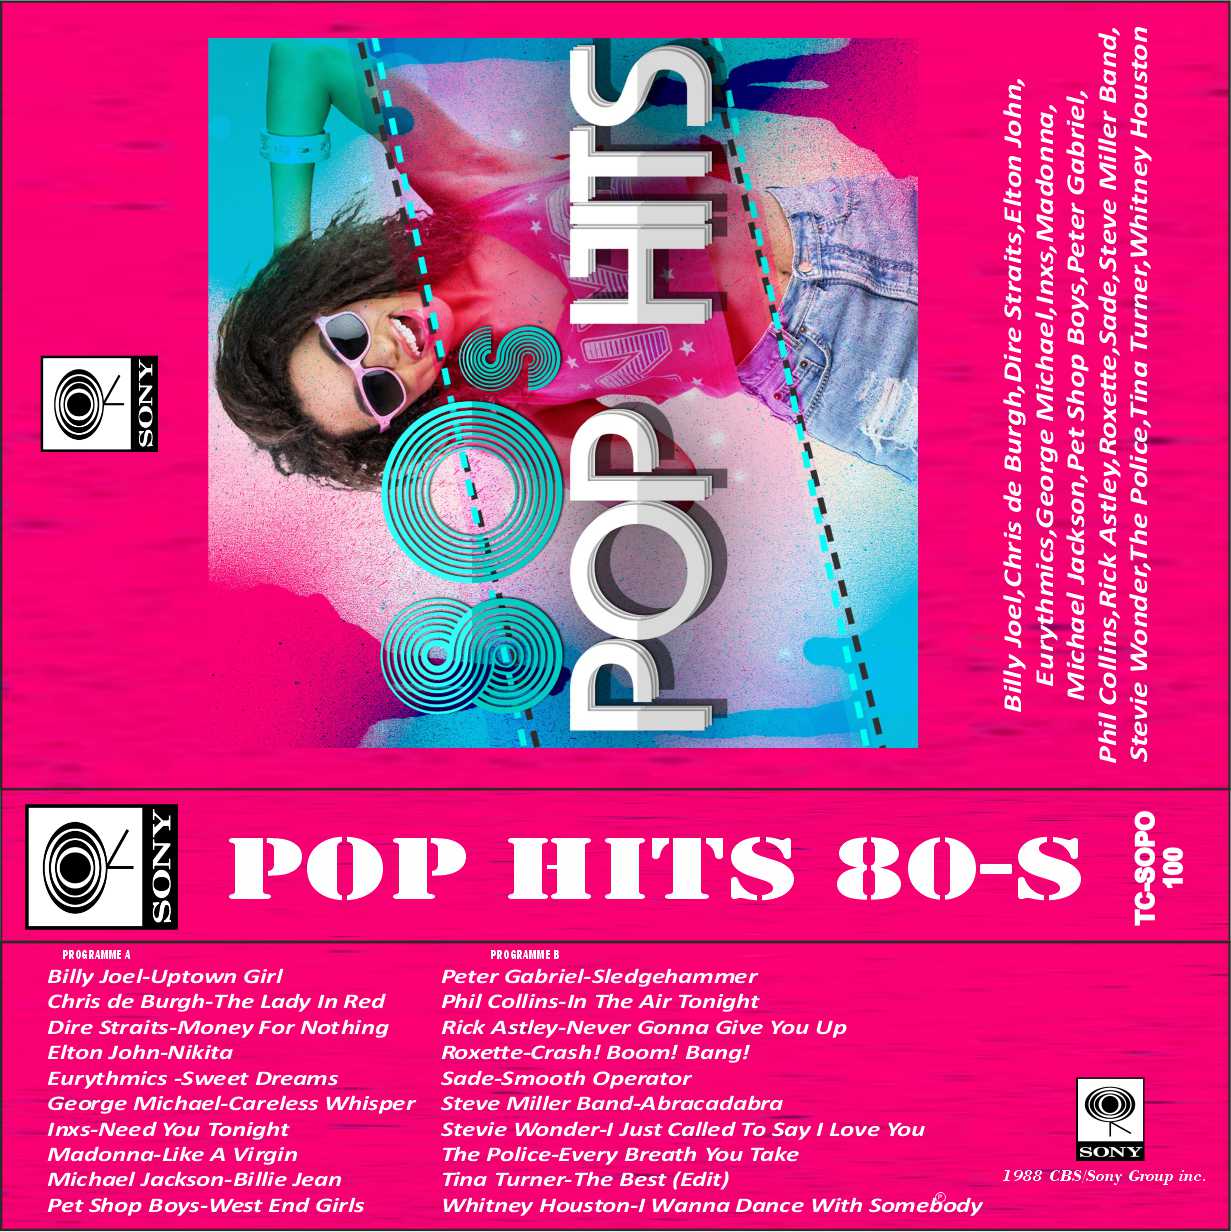 80s
POP HITS
Billy Joel,Chris de Burgh,Dire Straits,Elton John,
Eurythmics,George Michael,Inxs,Madonna,
Michael Jackson,Pet Shop Boys,Peter Gabriel,
Phil Collins,Rick Astley,Roxette,Sade,Steve Miller Band,
Stevie Wonder,The Police,Tina Turner,Whitney Houston
SONY
SONY
POP HITS 80-S
TC-SOPO
100
PROGRAMME A
Billy Joel-Uptown Girl
Chris de Burgh-The Lady In Red
Dire Straits-Money For Nothing
Elton John-Nikita
Eurythmics -Sweet Dreams
George Michael-Careless Whisper
Inxs-Need You Tonight
Madonna-Like A Virgin
Michael Jackson-Billie Jean
Pet Shop Boys-West End Girls
PROGRAMME B
Peter Gabriel-Sledgehammer
Phil Collins-In The Air Tonight
Rick Astley-Never Gonna Give You Up
Roxette-Crash! Boom! Bang!
Sade-Smooth Operator
Steve Miller Band-Abracadabra
Stevie Wonder-I Just Called To Say I Love You
The Police-Every Breath You Take
Tina Turner-The Best (Edit)
Whitney Houston-I Wanna Dance With Somebody
℗
SONY
1988 CBS/Sony Group inc.